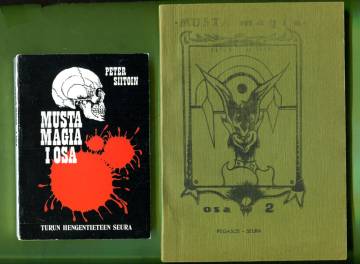 PETER
SIITOIN
MUSTA
MAGIA
I OSA
TURUN HENGENTIETEEN SEURA
MUSTA magia
osa 2
PEGASOS - SEURA